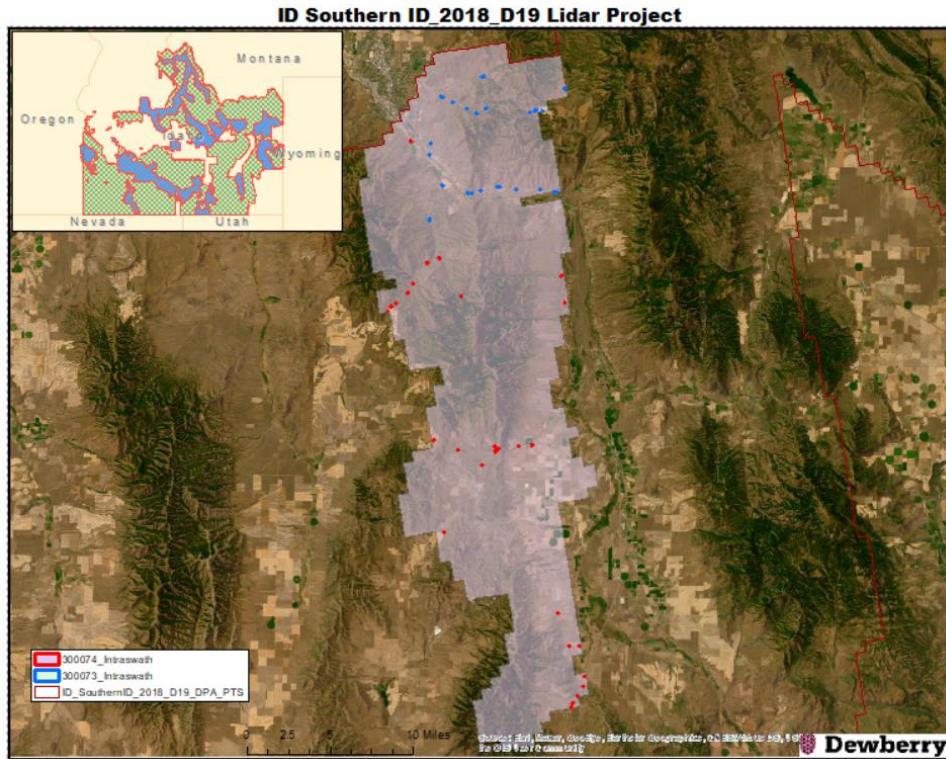 ID Southern ID_2018_D19 Lidar Project
Montana
Oregon
Wyoming
Nevada
Utah
300074_Intraswath
300073_Intraswath
ID_SouthernID_2018_D19_DPA_PTS
0 2.5 5 10 Miles
Dewberry